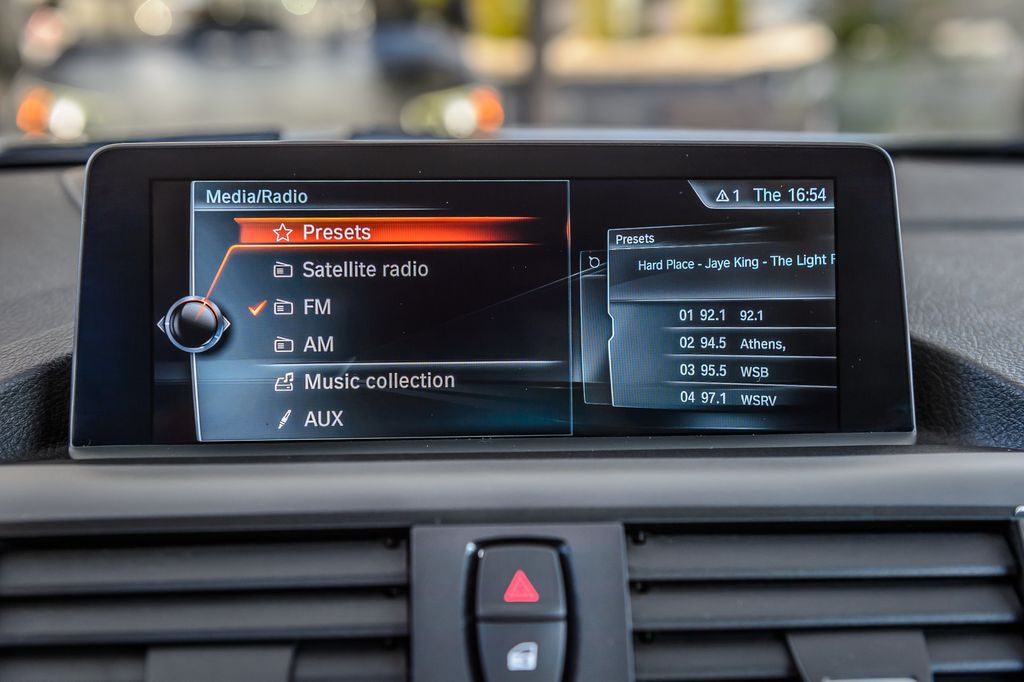 Media/Radio
Presets
Satellite radio
FM
AM
Music collection
AUX
1 The 16:54
Presets
Hard Place - Jaye King - The Light F
01 92.1 92.1
02 94.5 Athens,
03 95.5 WSB
04 97.1 WSRV